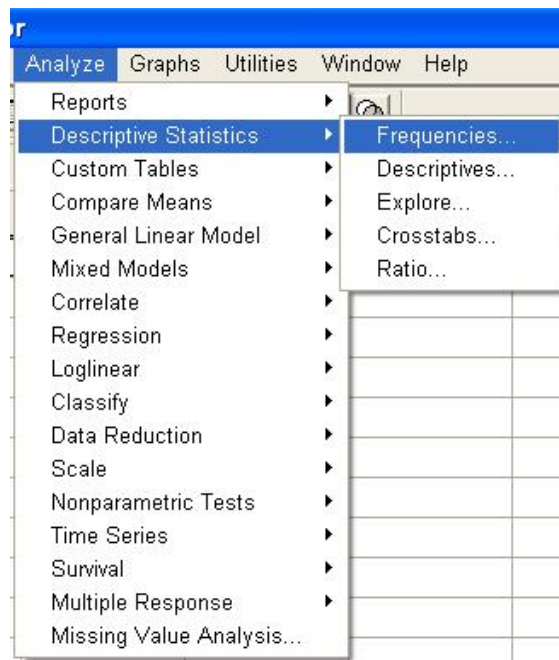 or
Analyze Graphs Utilities Window Help
Reports
Descriptive Statistics
Custom Tables
Compare Means
General Linear Model
Mixed Models
Correlate
Regression
Loglinear
Classify
Data Reduction
Scale
Nonparametric Tests
Time Series
Survival
Multiple Response
Missing Value Analysis...
Frequencies...
Descriptives...
Explore...
Crosstabs...
Ratio...